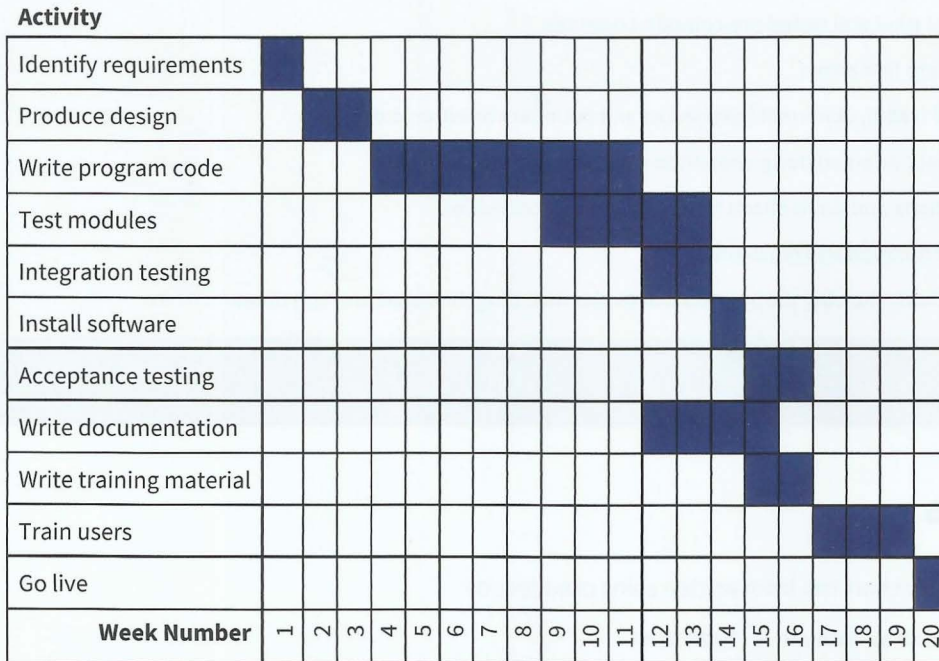 Activity
Identify requirements
Produce design
Write program code
Test modules
Integration testing
Install software
Acceptance testing
Write documentation
Write training material
Train users
Go live
Week Number 1 2 3 4 5 6 7 8 9 10 11 12 13 14 15 16 17 18 19 20